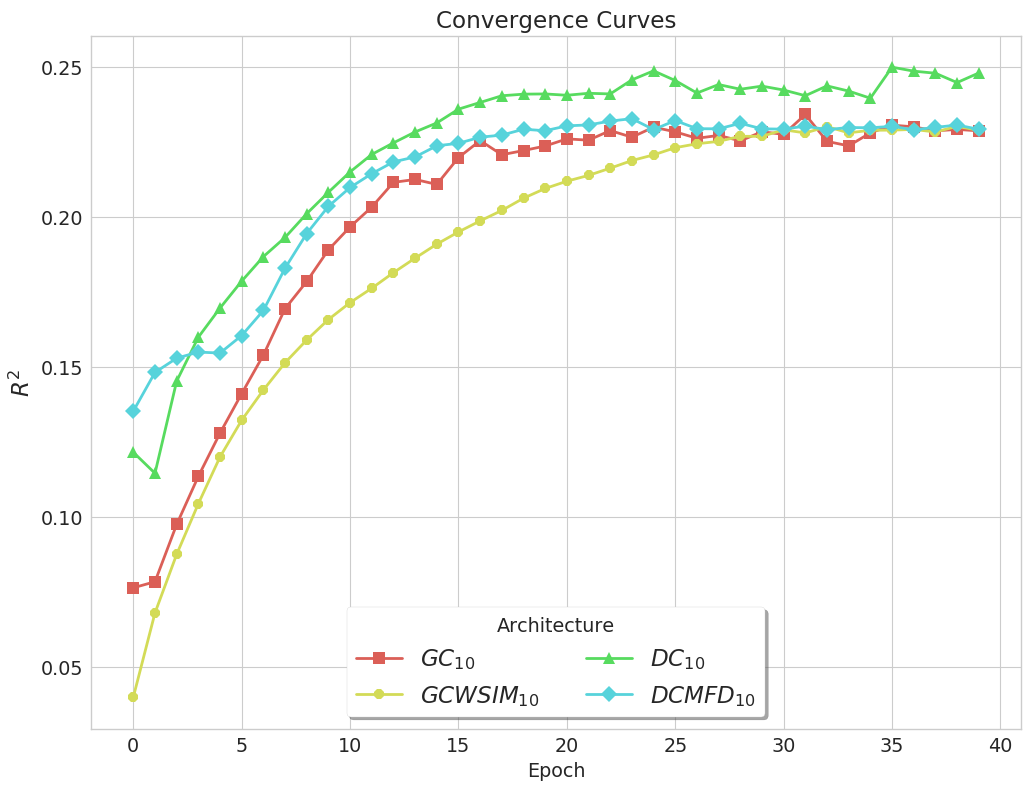 Convergence Curves
0.25
0.20
0.15
0.10
0.05
R²
Architecture
GC₁₀
DC₁₀
GCWSIM₁₀
DCMFD₁₀
0 5 10 15 20 25 30 35 40
Epoch